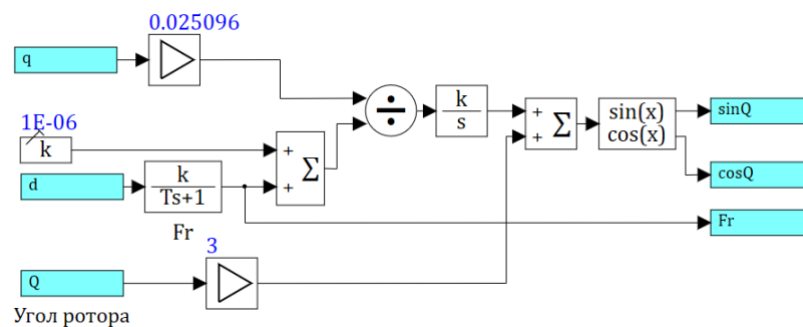 0.025096
q
1E-06
k
d
k
Ts+1
Fr
+
+
Σ
÷
k
s
+
+
Σ
sin(x)
cos(x)
sinQ
cosQ
Fr
3
Q
Угол ротора